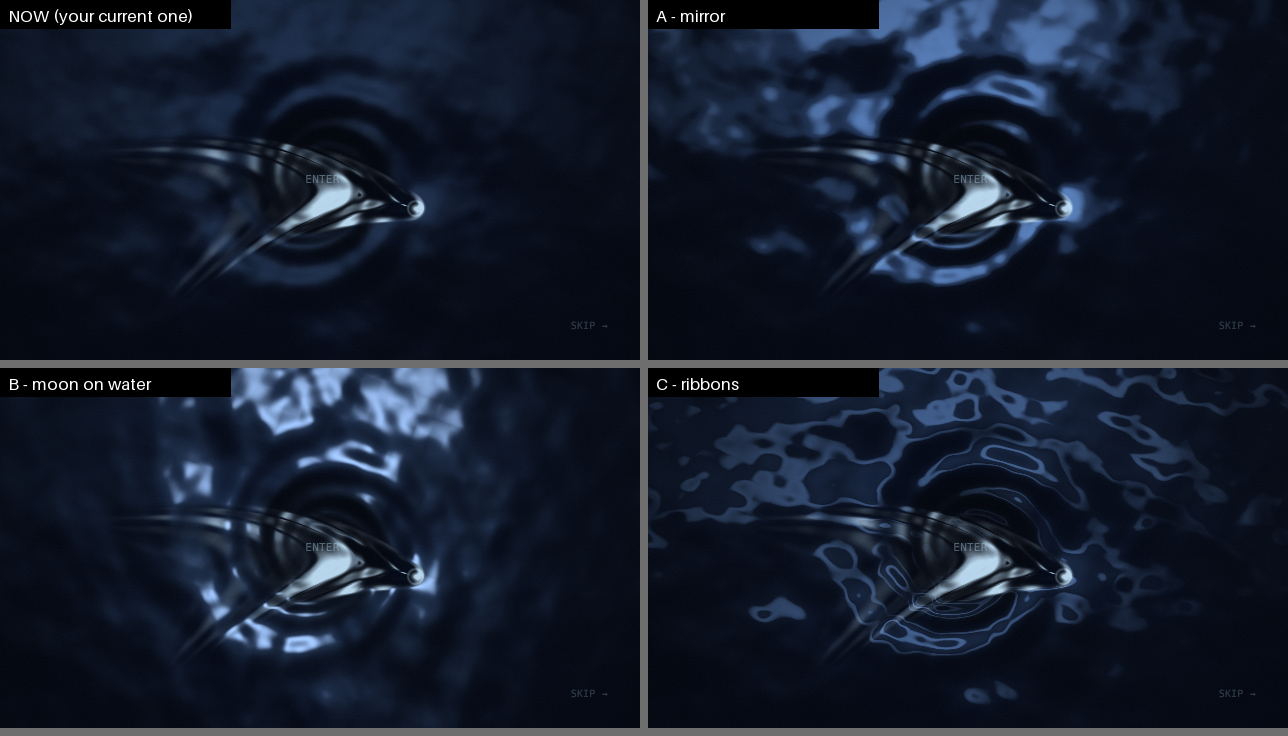 NOW (your current one)
ENTER
SKIP →
A - mirror
ENTER
SKIP →
B - moon on water
ENTER
SKIP →
C - ribbons
ENTER
SKIP →